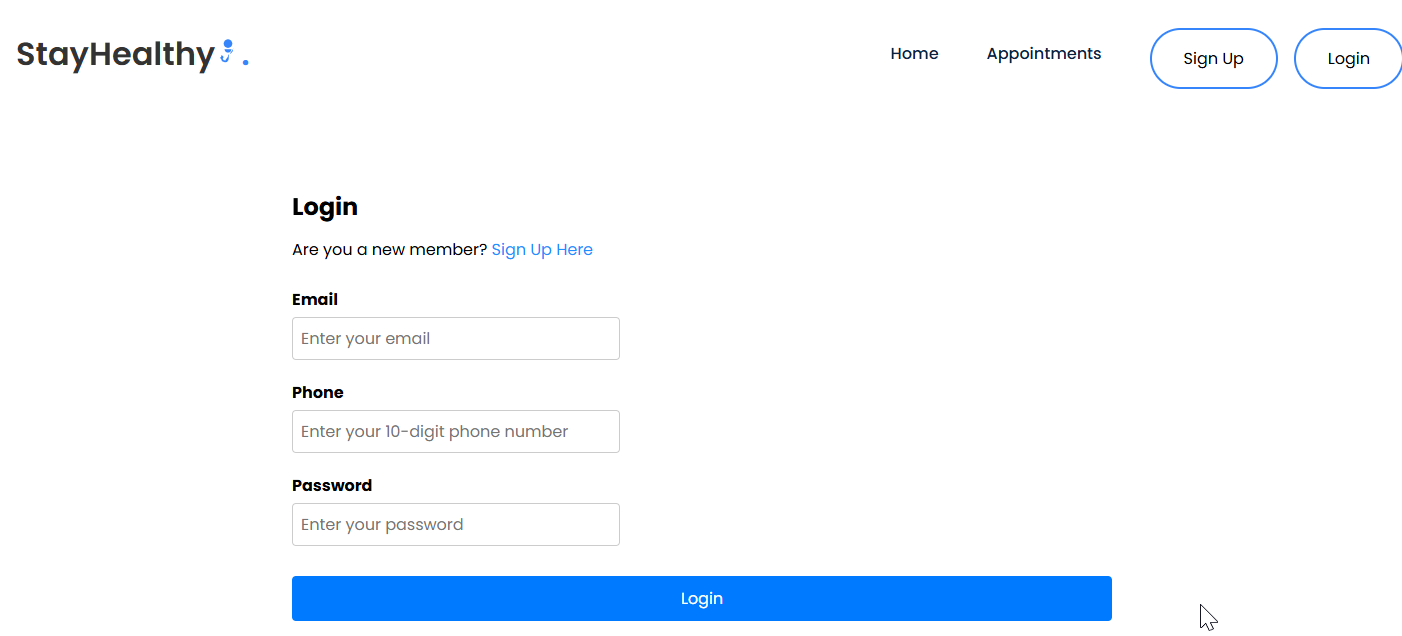 StayHealthy .
Home Appointments Sign Up Login
Login
Are you a new member? Sign Up Here
Email
Enter your email
Phone
Enter your 10-digit phone number
Password
Enter your password
Login